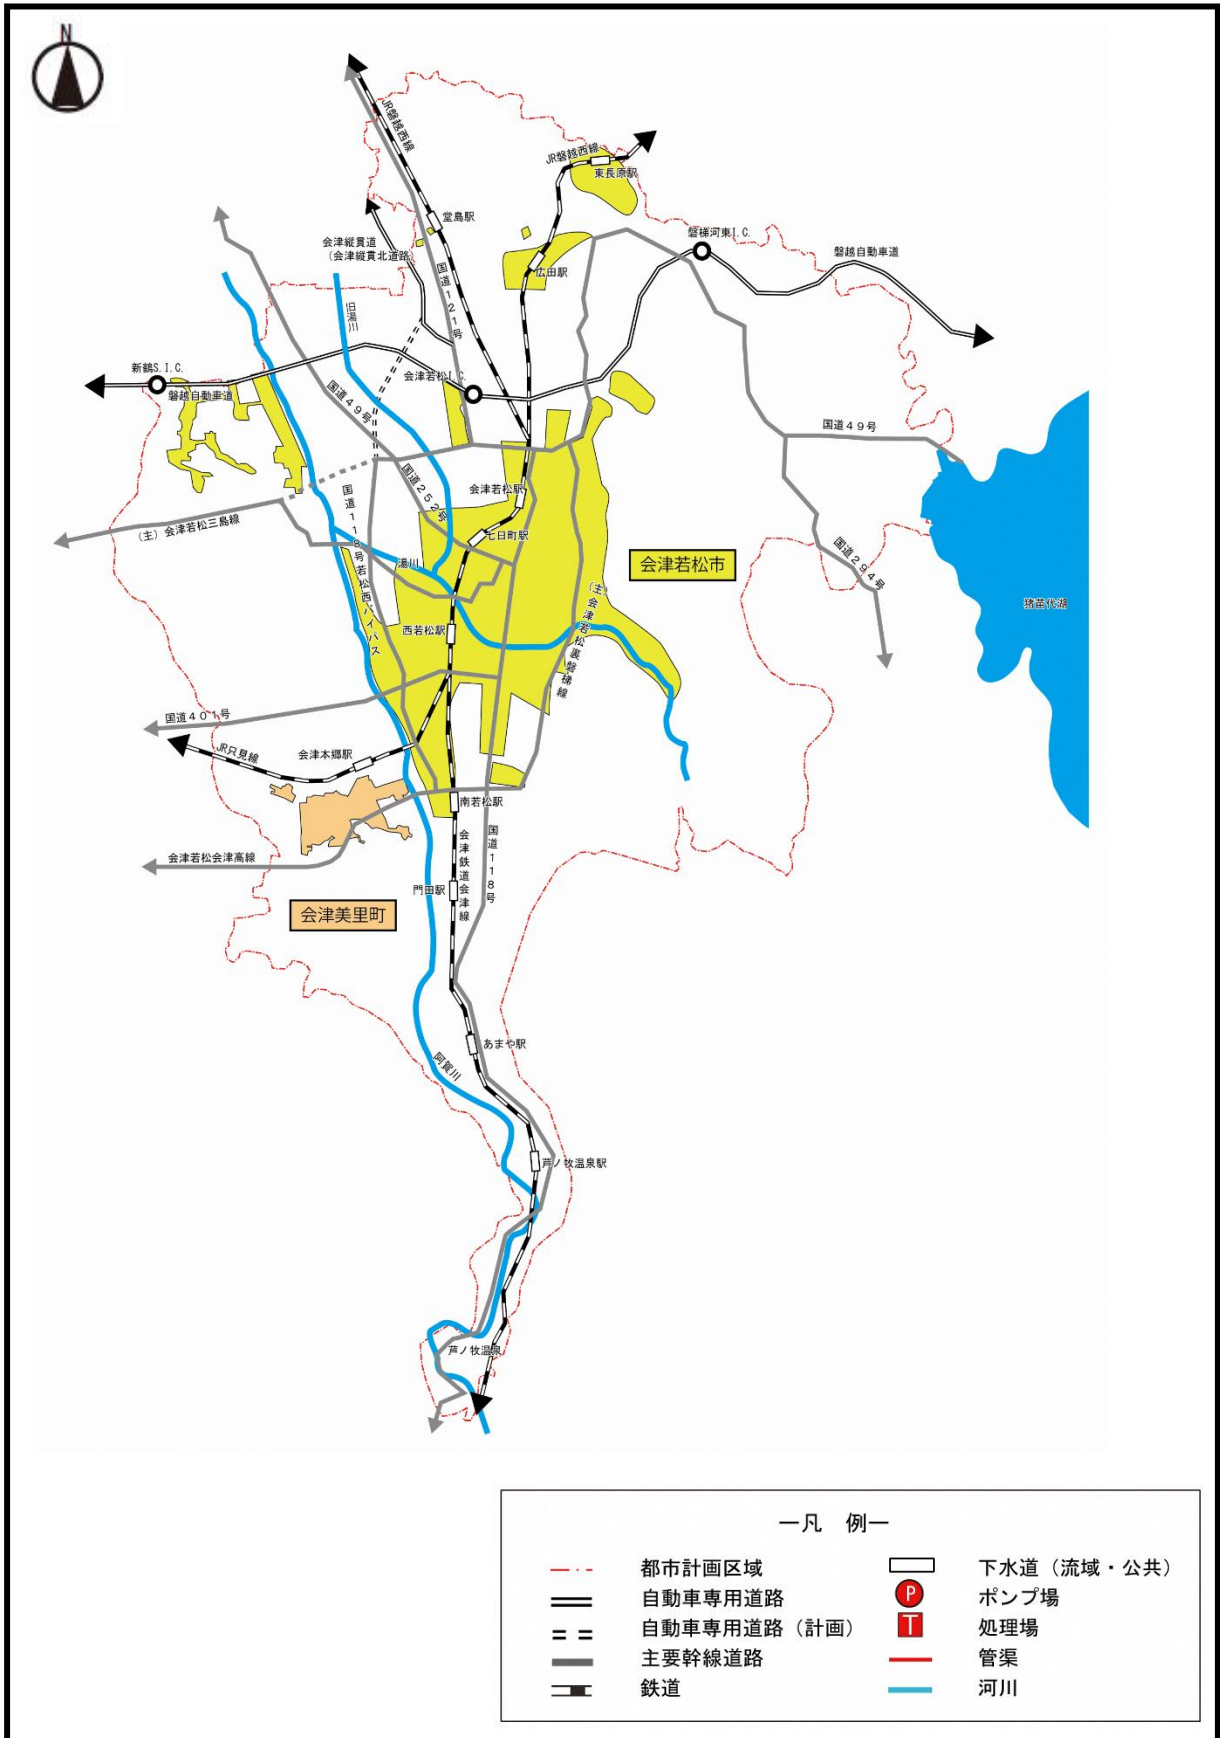 N
JR磐越西線
JR磐越西線
東長原駅
堂島駅
磐梯河東I.C.
会津縦貫道
(会津縦貫北道路)
広田駅
磐越自動車道
国道121号
旧湯川
新鶴S.I.C.
磐越自動車道
会津若松I.C.
国道49号
国道49号
国道252号
会津若松駅
(主)会津若松三島線
国道118号若松西バイパス
七日町駅
湯川
会津若松市
国道294号
猪苗代湖
(主)会津若松裏磐梯線
西若松駅
国道401号
JR只見線
会津本郷駅
南若松駅
会津若松会津高線
会津鉄道会津線
国道118号
門田駅
会津美里町
あまや駅
阿賀川
芦ノ牧温泉駅
芦ノ牧温泉
―凡 例―
都市計画区域
下水道(流域・公共)
自動車専用道路
P
ポンプ場
自動車専用道路(計画)
T
処理場
主要幹線道路
管渠
鉄道
河川